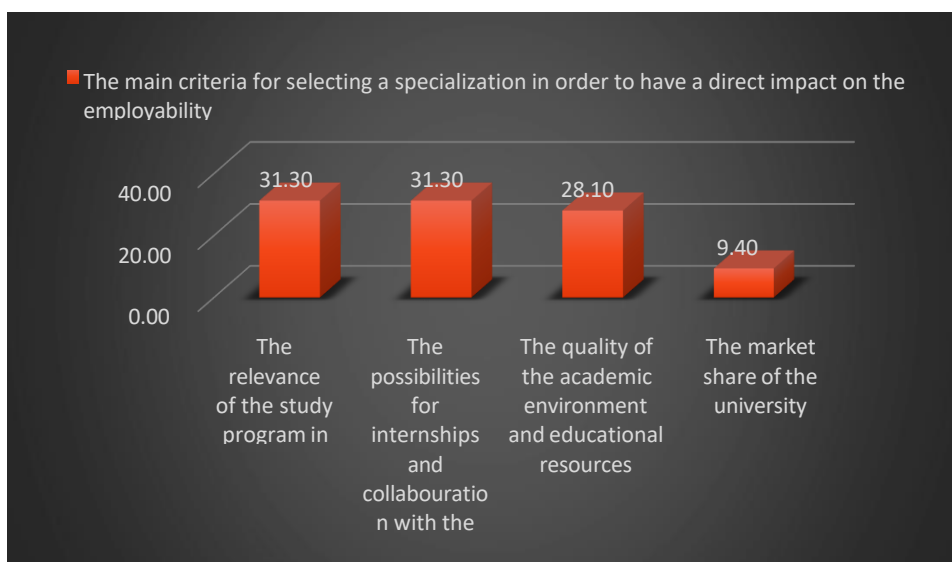 The main criteria for selecting a specialization in order to have a direct impact on the
employability
40.00
20.00
0.00
31.30
31.30
28.10
9.40
The
relevance
of the study
program in
The
possibilities
for
internships
and
collabouratio
n with the
The quality of
the academic
environment
and educational
resources
The market
share of the
university